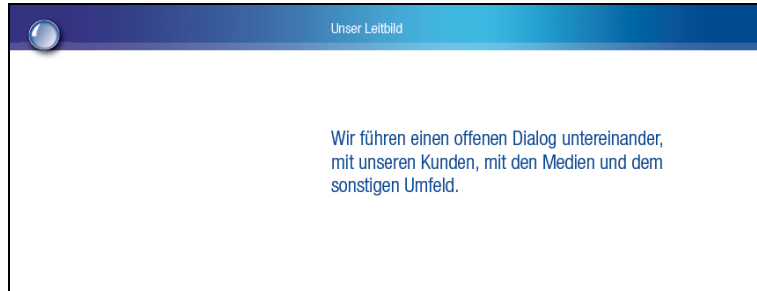 Unser Leitbild
Wir führen einen offenen Dialog untereinander,
mit unseren Kunden, mit den Medien und dem
sonstigen Umfeld.